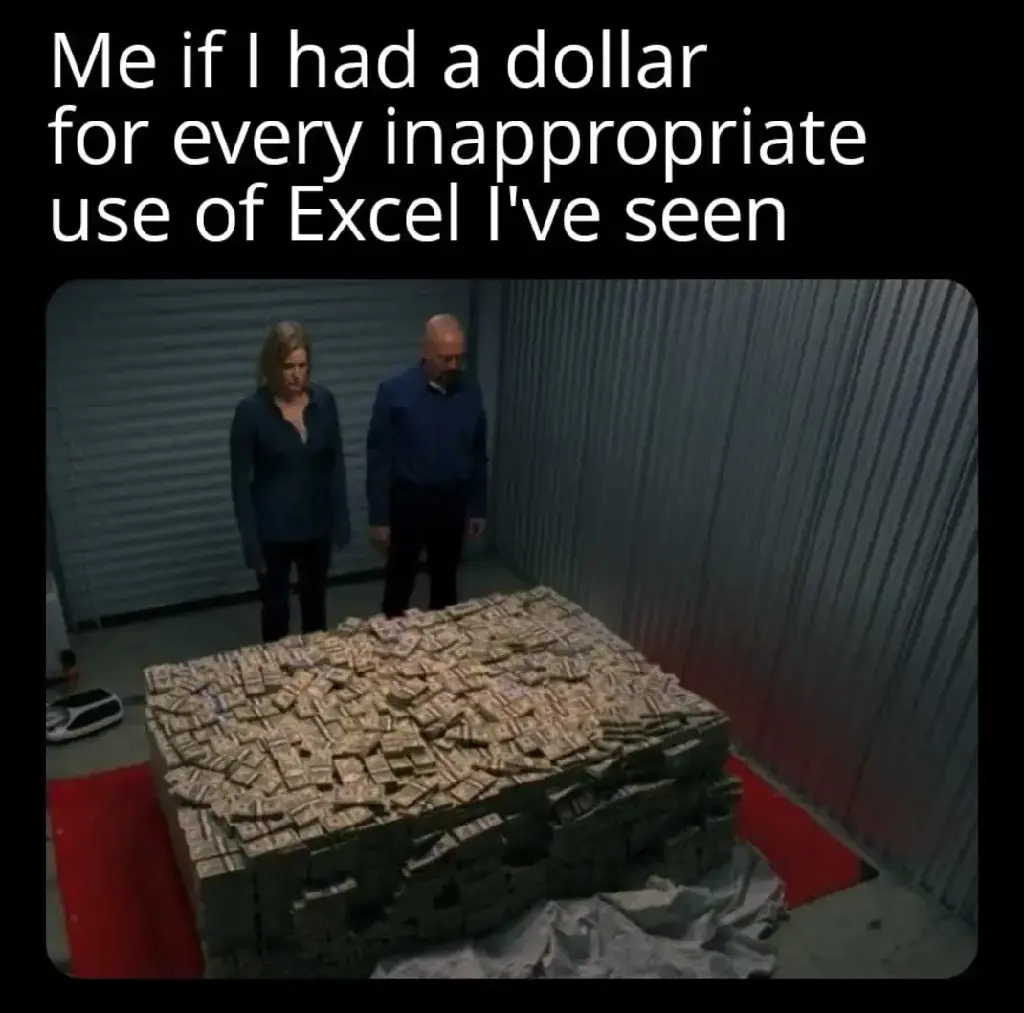 Me if I had a dollar
for every inappropriate
use of Excel I've seen